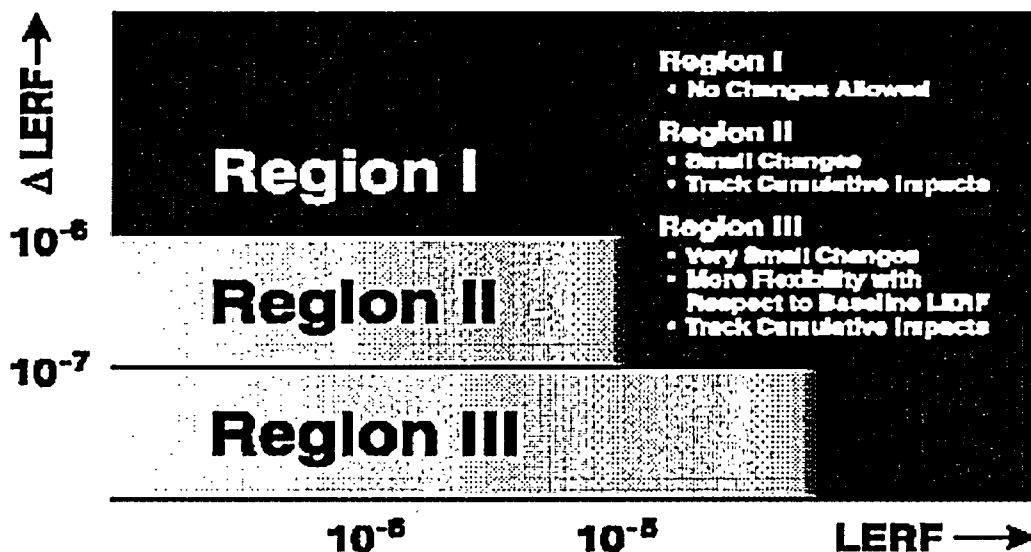 Δ LERF→
Region I
• No Changes Allowed
Region II
• Small Changes
• Track Cumulative Impacts
Region III
• Very Small Changes
• More Flexibility with
Respect to Baseline LERF
• Track Cumulative Impacts
Region I
10⁻⁶
Region II
10⁻⁷
Region III
10⁻⁶
10⁻⁵
LERF→